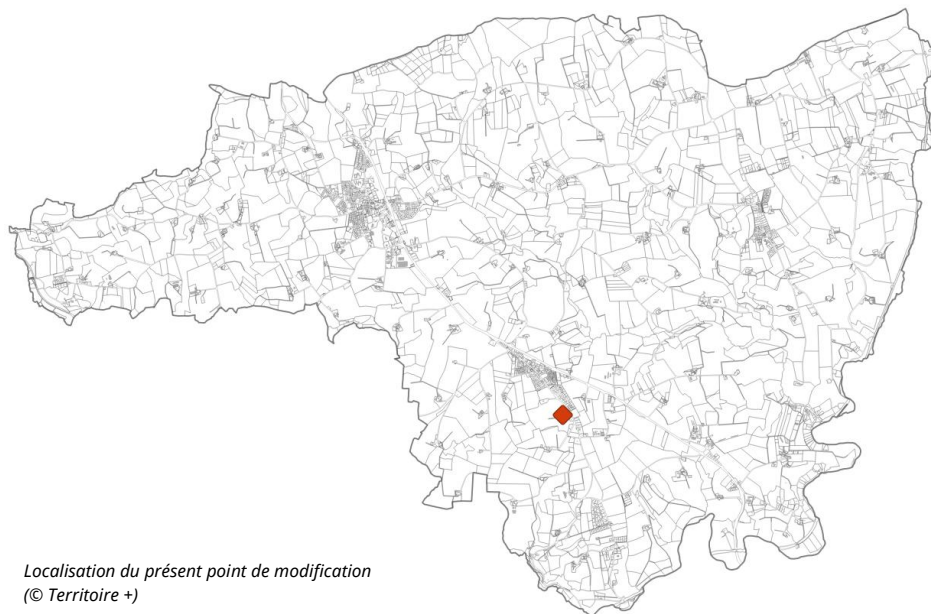 Localisation du présent point de modification
(© Territoire +)